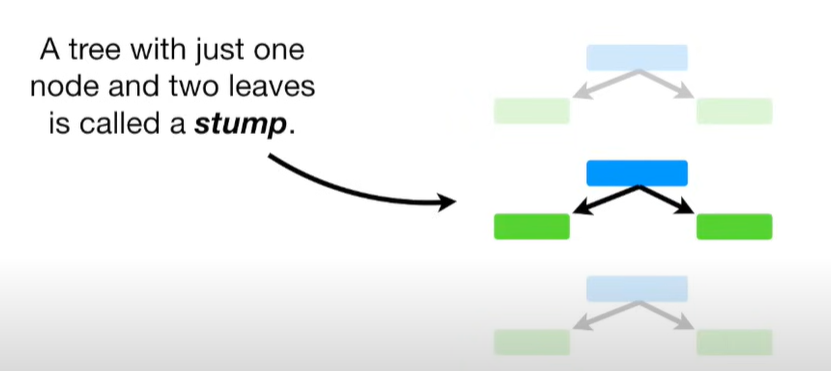 A tree with just one
node and two leaves
is called a stump.